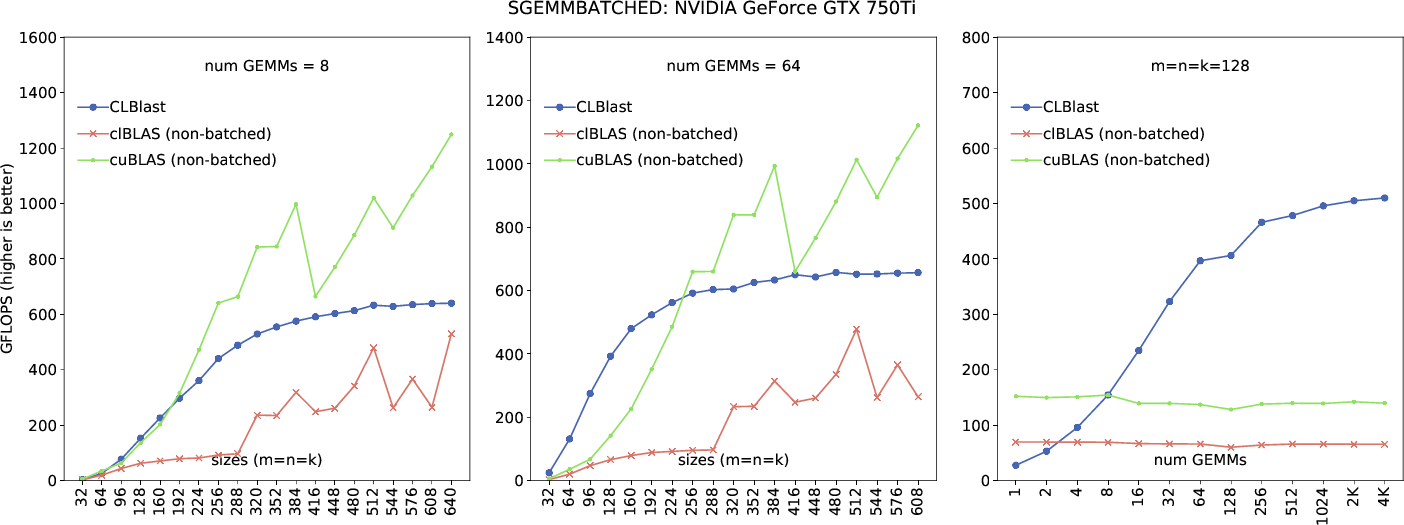 SGEMMBATCHED: NVIDIA GeForce GTX 750Ti
GFLOPS (higher is better)
1600
1400
1200
1000
800
600
400
200
0
num GEMMs = 8
CLBlast
clBLAS (non-batched)
cuBLAS (non-batched)
sizes (m=n=k)
32 64 96 128 160 192 224 256 288 320 352 384 416 448 480 512 544 576 608 640
1400
1200
1000
800
600
400
200
0
num GEMMs = 64
CLBlast
clBLAS (non-batched)
cuBLAS (non-batched)
sizes (m=n=k)
32 64 96 128 160 192 224 256 288 320 352 384 416 448 480 512 544 576 608
800
700
600
500
400
300
200
100
0
m=n=k=128
CLBlast
clBLAS (non-batched)
cuBLAS (non-batched)
num GEMMs
1 2 4 8 16 32 64 128 256 512 1024 2K 4K